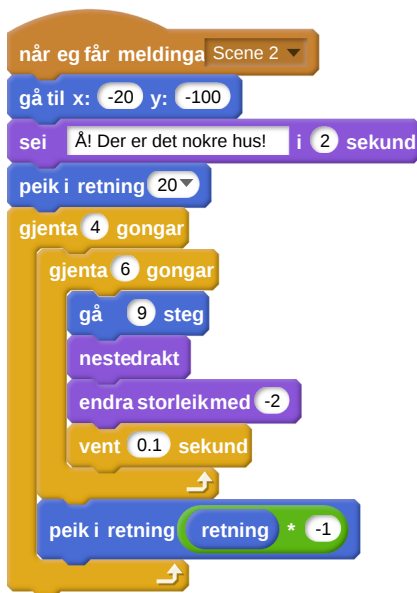 når eg får meldinga Scene 2
gå til x: -20 y: -100
sei Å! Der er det nokre hus! i 2 sekund
peik i retning 20
gjenta 4 gongar
gjenta 6 gongar
gå 9 steg
nestedrakt
endra storleikmed -2
vent 0.1 sekund
peik i retning retning * -1